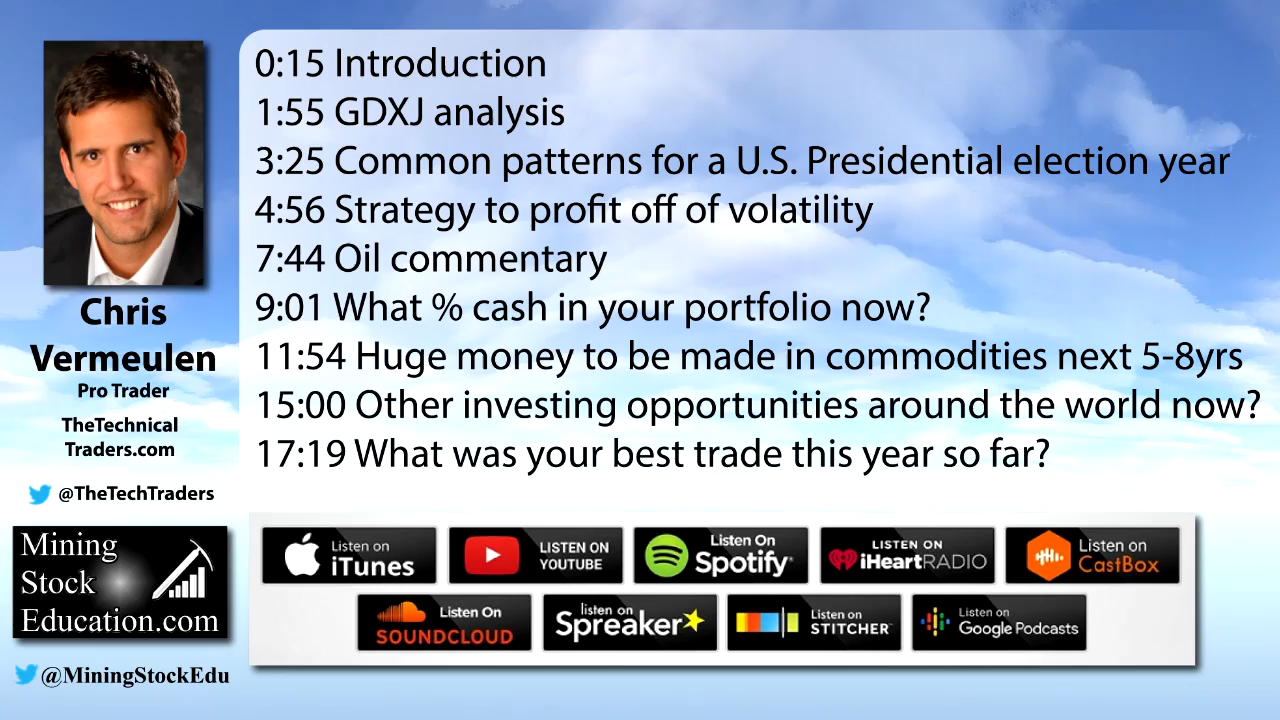 0:15 Introduction
1:55 GDXJ analysis
3:25 Common patterns for a U.S. Presidential election year
4:56 Strategy to profit off of volatility
7:44 Oil commentary
9:01 What % cash in your portfolio now?
11:54 Huge money to be made in commodities next 5-8yrs
15:00 Other investing opportunities around the world now?
17:19 What was your best trade this year so far?
Chris
Vermeulen
Pro Trader
TheTechnical
Traders.com
@TheTechTraders
Mining
Stock
Education.com
@MiningStockEdu
Listen on
iTunes
LISTEN ON
YOUTUBE
Listen On
Spotify
LISTEN ON
iHeartRADIO
Listen on
CastBox
Listen On
SOUNDCLOUD
listen on
Spreaker
Listen on
STITCHER
Listen on
Google Podcasts